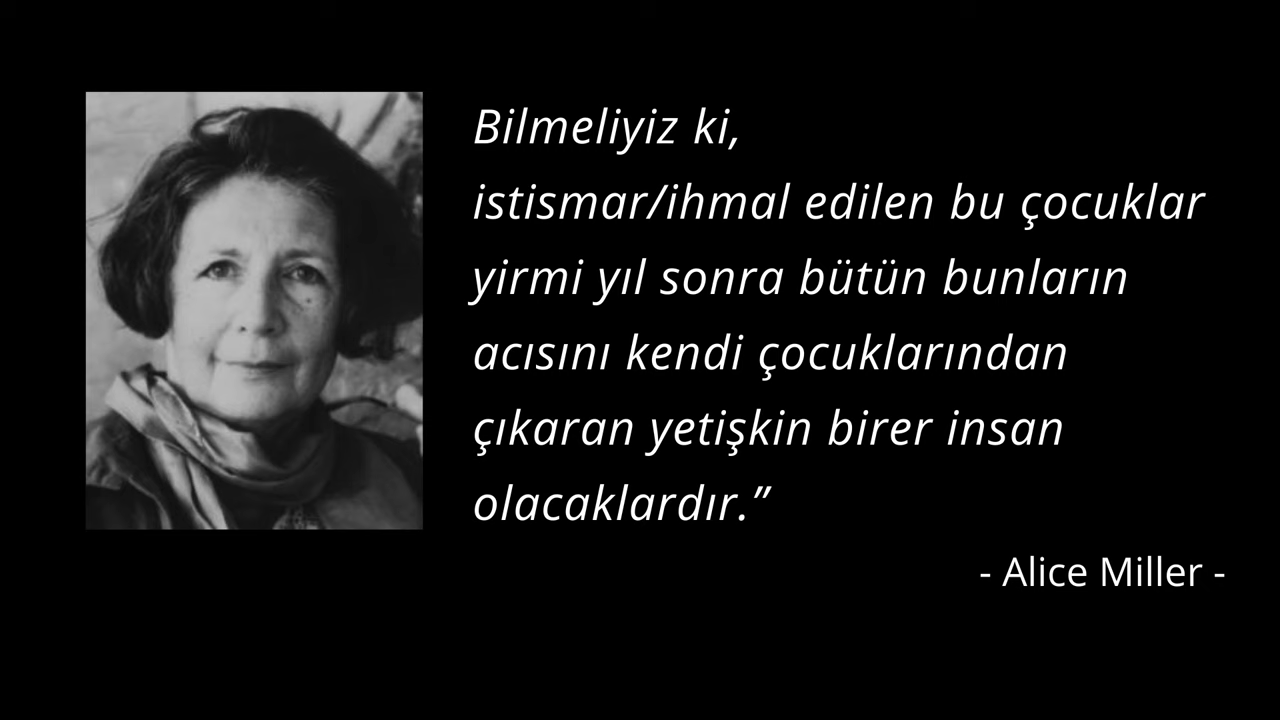 Bilmeliyiz ki,
istismar/ihmal edilen bu çocuklar
yirmi yıl sonra bütün bunların
acısını kendi çocuklarından
çıkaran yetişkin birer insan
olacaklardır.”
- Alice Miller -